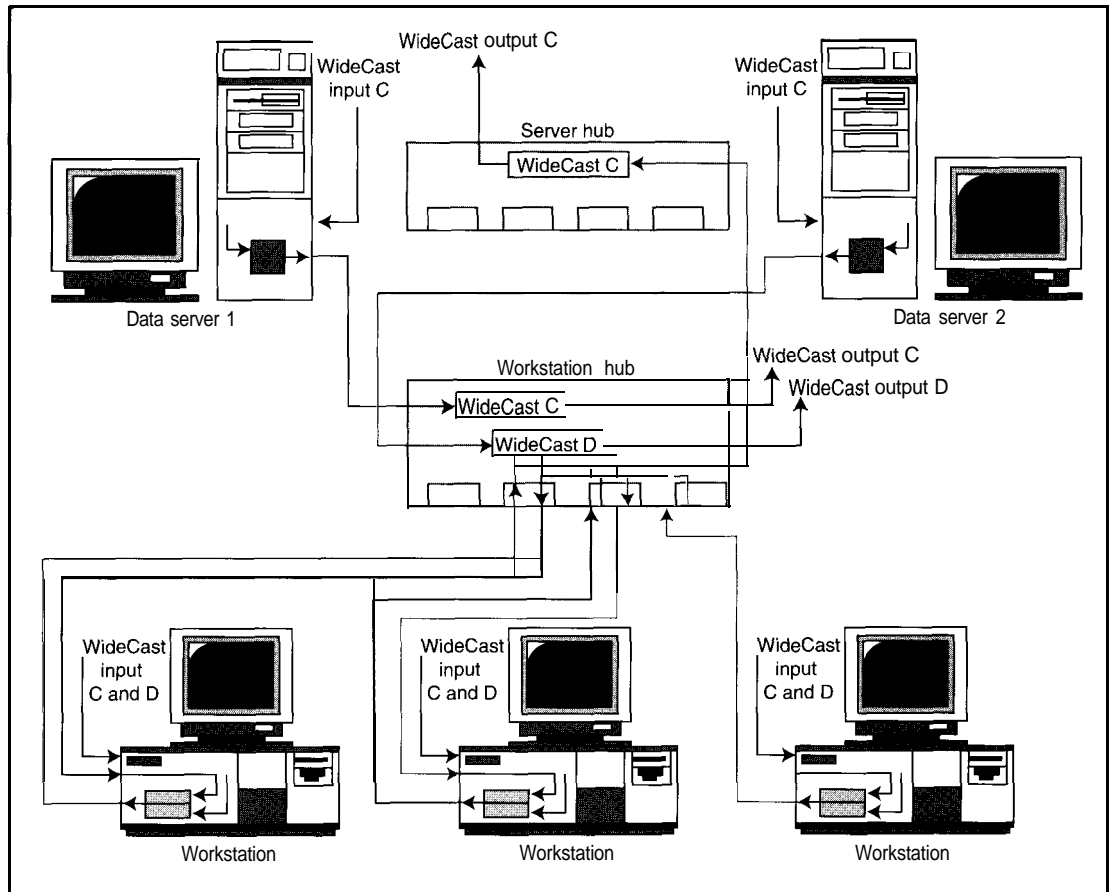 WideCast output C
WideCast
input C
WideCast
input C
Server hub
WideCast C
Data server 1
Data server 2
Workstation hub
WideCast output C
WideCast output D
WideCast C
WideCast D
WideCast
input
C and D
WideCast
input
C and D
WideCast
input
C and D
Workstation
Workstation
Workstation